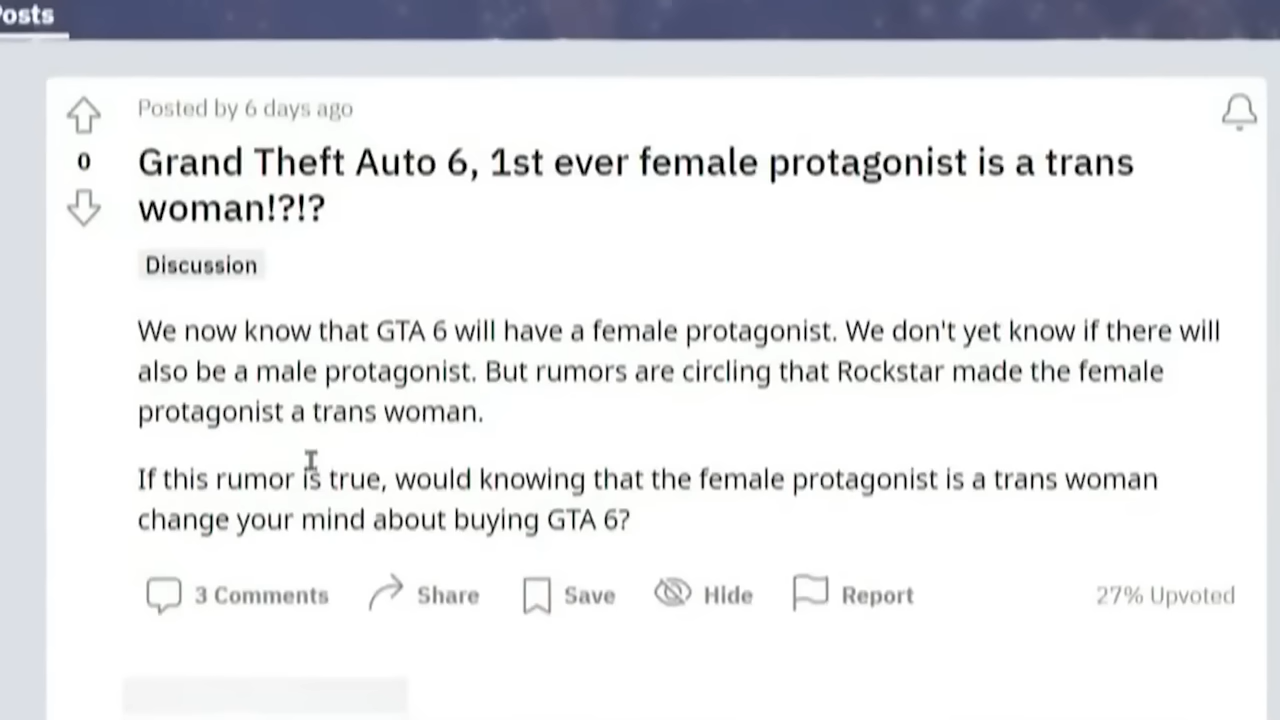 Posts
Posted by 6 days ago
0
Grand Theft Auto 6, 1st ever female protagonist is a trans
woman!?!?
Discussion
We now know that GTA 6 will have a female protagonist. We don't yet know if there will
also be a male protagonist. But rumors are circling that Rockstar made the female
protagonist a trans woman.
If this rumor is true, would knowing that the female protagonist is a trans woman
change your mind about buying GTA 6?
3 Comments Share Save Hide Report 27% Upvoted